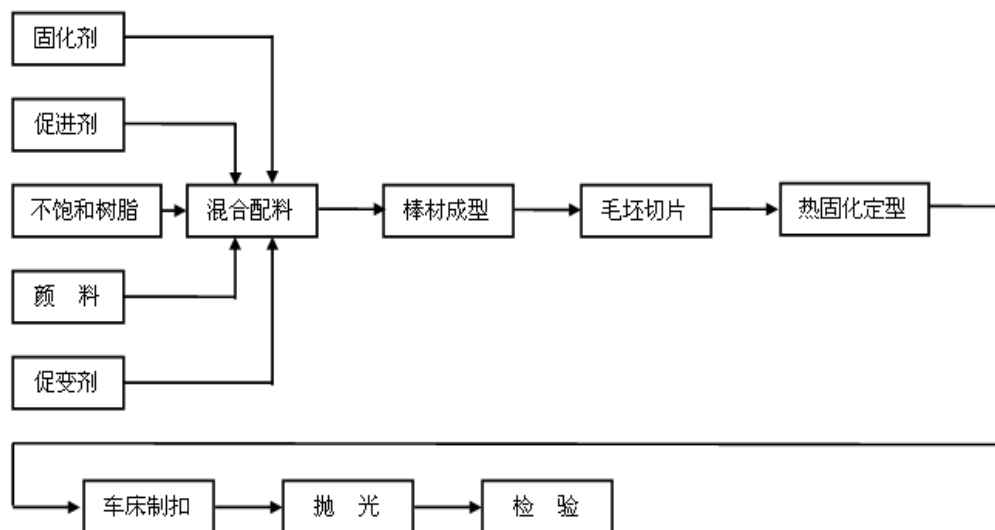 固化剂
促进剂
不饱和树脂
混合配料
棒材成型
毛坯切片
热固化定型
颜 料
促变剂
车床制扣
抛 光
检 验